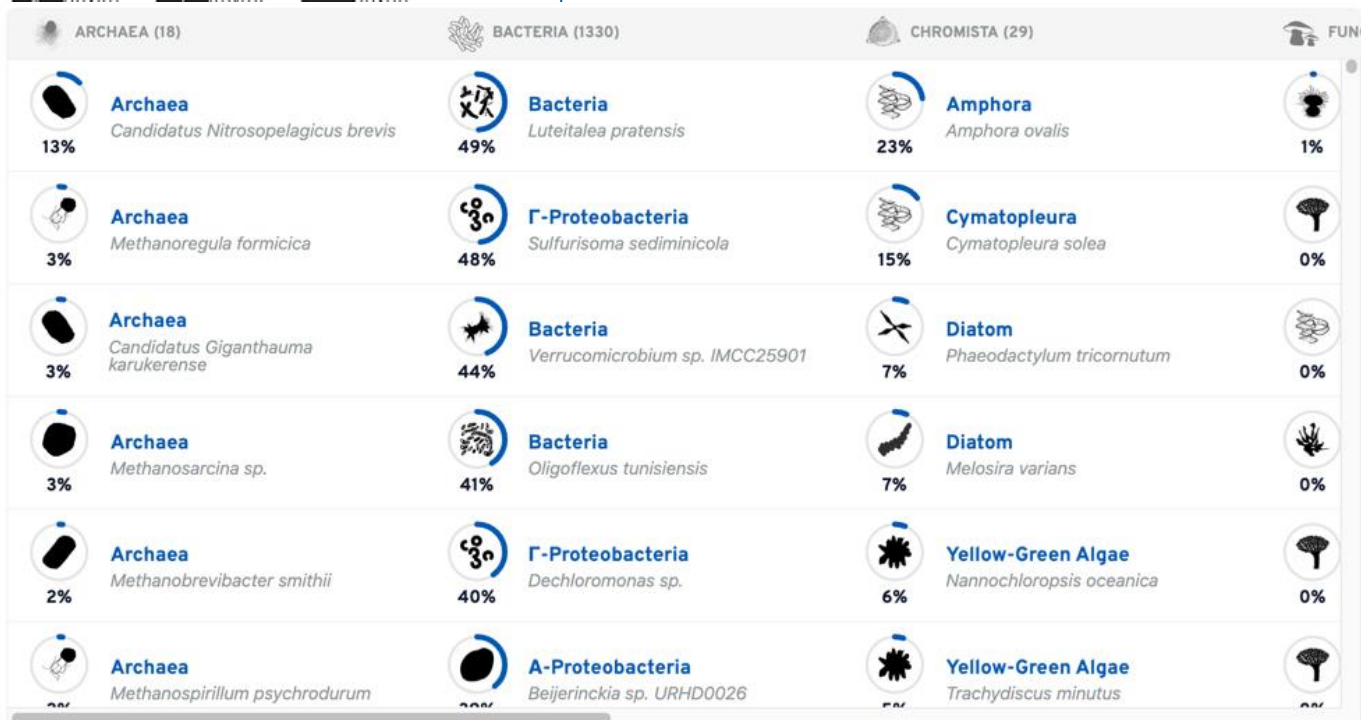 ARCHAEA (18)
BACTERIA (1330)
CHROMISTA (29)
Archaea
Candidatus Nitrosopelagicus brevis
13%
Bacteria
Luteitalea pratensis
49%
Amphora
Amphora ovalis
23%
1%
Archaea
Methanoregula formicica
3%
Γ-Proteobacteria
Sulfurisoma sediminicola
48%
Cymatopleura
Cymatopleura solea
15%
0%
Archaea
Candidatus Giganthauma
karukerense
3%
Bacteria
Verrucomicrobium sp. IMCC25901
44%
Diatom
Phaeodactylum tricornutum
7%
0%
Archaea
Methanosarcina sp.
3%
Bacteria
Oligoflexus tunisiensis
41%
Diatom
Melosira varians
7%
0%
Archaea
Methanobrevibacter smithii
2%
Γ-Proteobacteria
Dechloromonas sp.
40%
Yellow-Green Algae
Nannochloropsis oceanica
6%
0%
Archaea
Methanospirillum psychrodurum
Α-Proteobacteria
Beijerinckia sp. URHD0026
Yellow-Green Algae
Trachydiscus minutus